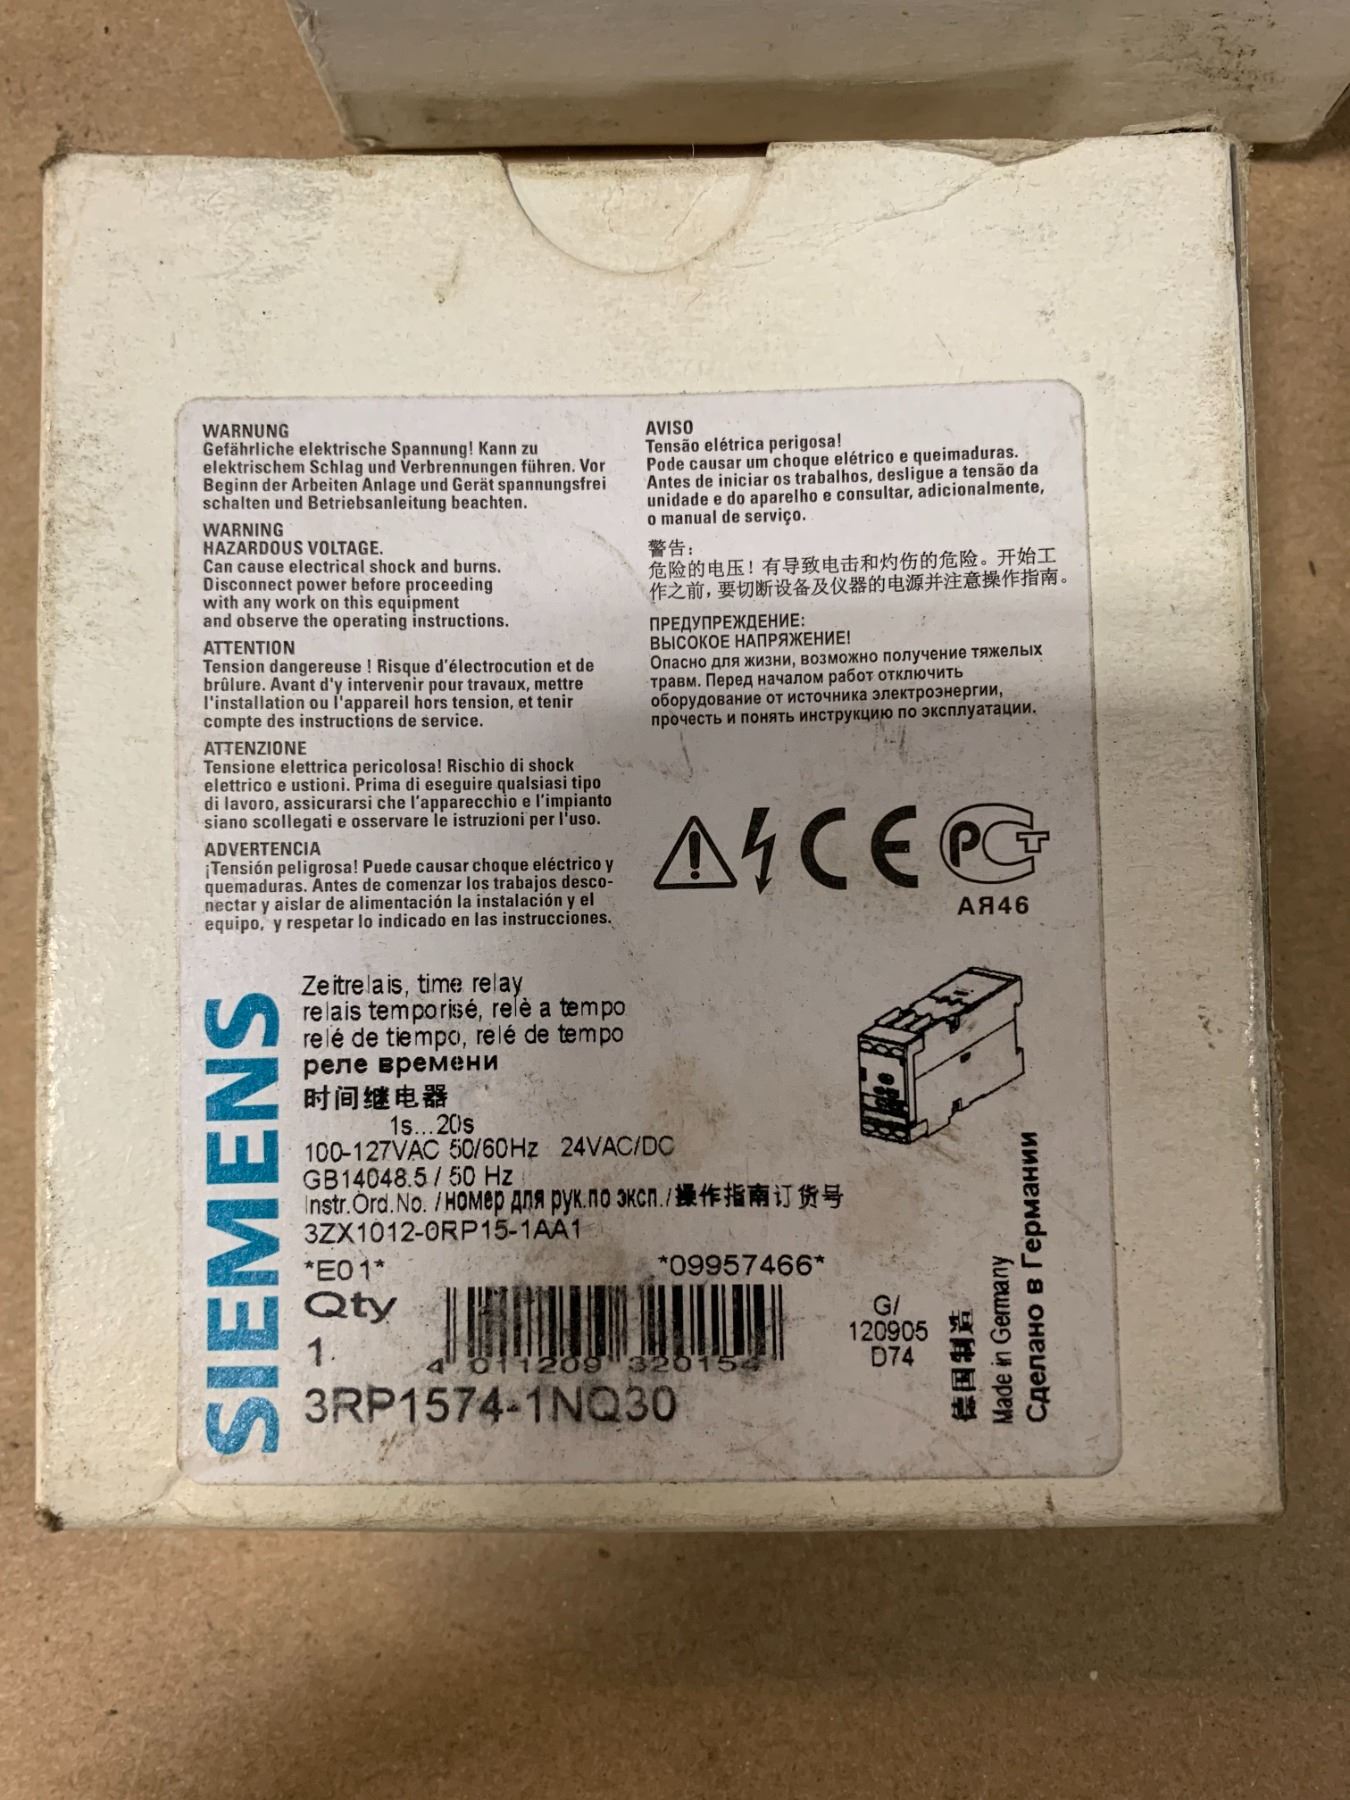 WARNUNG
Gefährliche elektrische Spannung! Kann zu
elektrischem Schlag und Verbrennungen führen. Vor
Beginn der Arbeiten Anlage und Gerät spannungsfrei
schalten und Betriebsanleitung beachten.
WARNING
HAZARDOUS VOLTAGE.
Can cause electrical shock and burns.
Disconnect power before proceeding
with any work on this equipment
and observe the operating instructions.
ATTENTION
Tension dangereuse ! Risque d'électrocution et de
brûlure. Avant d'y intervenir pour travaux, mettre
l'installation ou l'appareil hors tension, et tenir
compte des instructions de service.
ATTENZIONE
Tensione elettrica pericolosa! Rischio di shock
elettrico e ustioni. Prima di eseguire qualsiasi tipo
di lavoro, assicurarsi che l'apparecchio e l'impianto
siano scollegati e osservare le istruzioni per l'uso.
ADVERTENCIA
¡Tensión peligrosa! Puede causar choque eléctrico y
quemaduras. Antes de comenzar los trabajos desco-
nectar y aislar de alimentación la instalación y el
equipo, y respetar lo indicado en las instrucciones.
AVISO
Tensão elétrica perigosa!
Pode causar um choque elétrico e queimaduras.
Antes de iniciar os trabalhos, desligue a tensão da
unidade e do aparelho e consultar, adicionalmente,
o manual de serviço.
警告：
危险的电压！有导致电击和灼伤的危险。开始工
作之前，要切断设备及仪器的电源并注意操作指南。
ПРЕДУПРЕЖДЕНИЕ:
ВЫСОКОЕ НАПРЯЖЕНИЕ!
Опасно для жизни, возможно получение тяжелых
травм. Перед началом работ отключить
оборудование от источника электроэнергии,
прочесть и понять инструкцию по эксплуатации.
CE PCT
АЯ46
SIEMENS
Zeitrelais, time relay
relais temporisé, relè a tempo
relé de tiempo, relé de tempo
реле времени
时间继电器
1s...20s
100-127VAC 50/60Hz 24VAC/DC
GB14048.5 / 50 Hz
Instr.Ord.No. /номер для рук.по эксп./操作指南订货号
3ZX1012-0RP15-1AA1
*E01* *09957466*
Qty
1
4 011209 320154
3RP1574-1NQ30
G/
120905
D74
德国制造
Made in Germany
Сделано в Германии